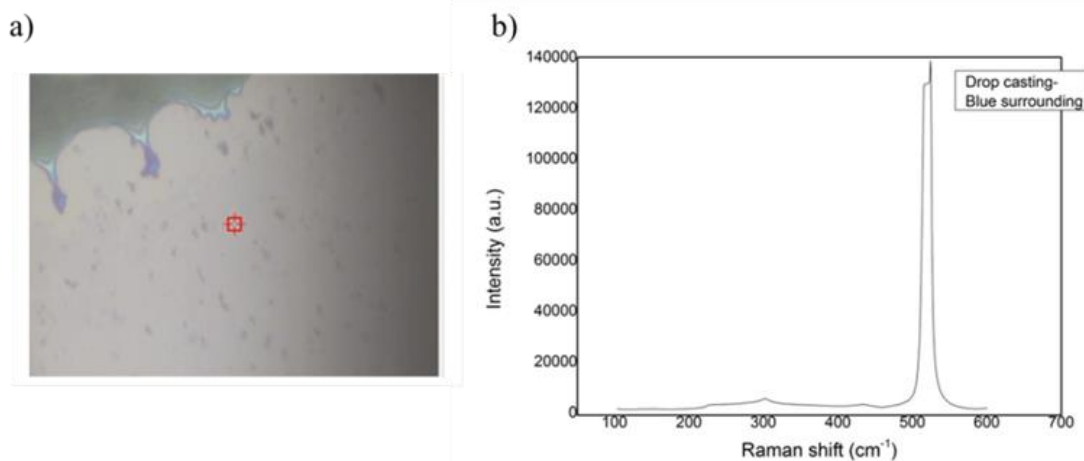 a)
b)
140000
120000
100000
80000
60000
40000
20000
0
Intensity (a.u.)
Drop casting-
Blue surrounding
100 200 300 400 500 600 700
Raman shift (cm⁻¹)